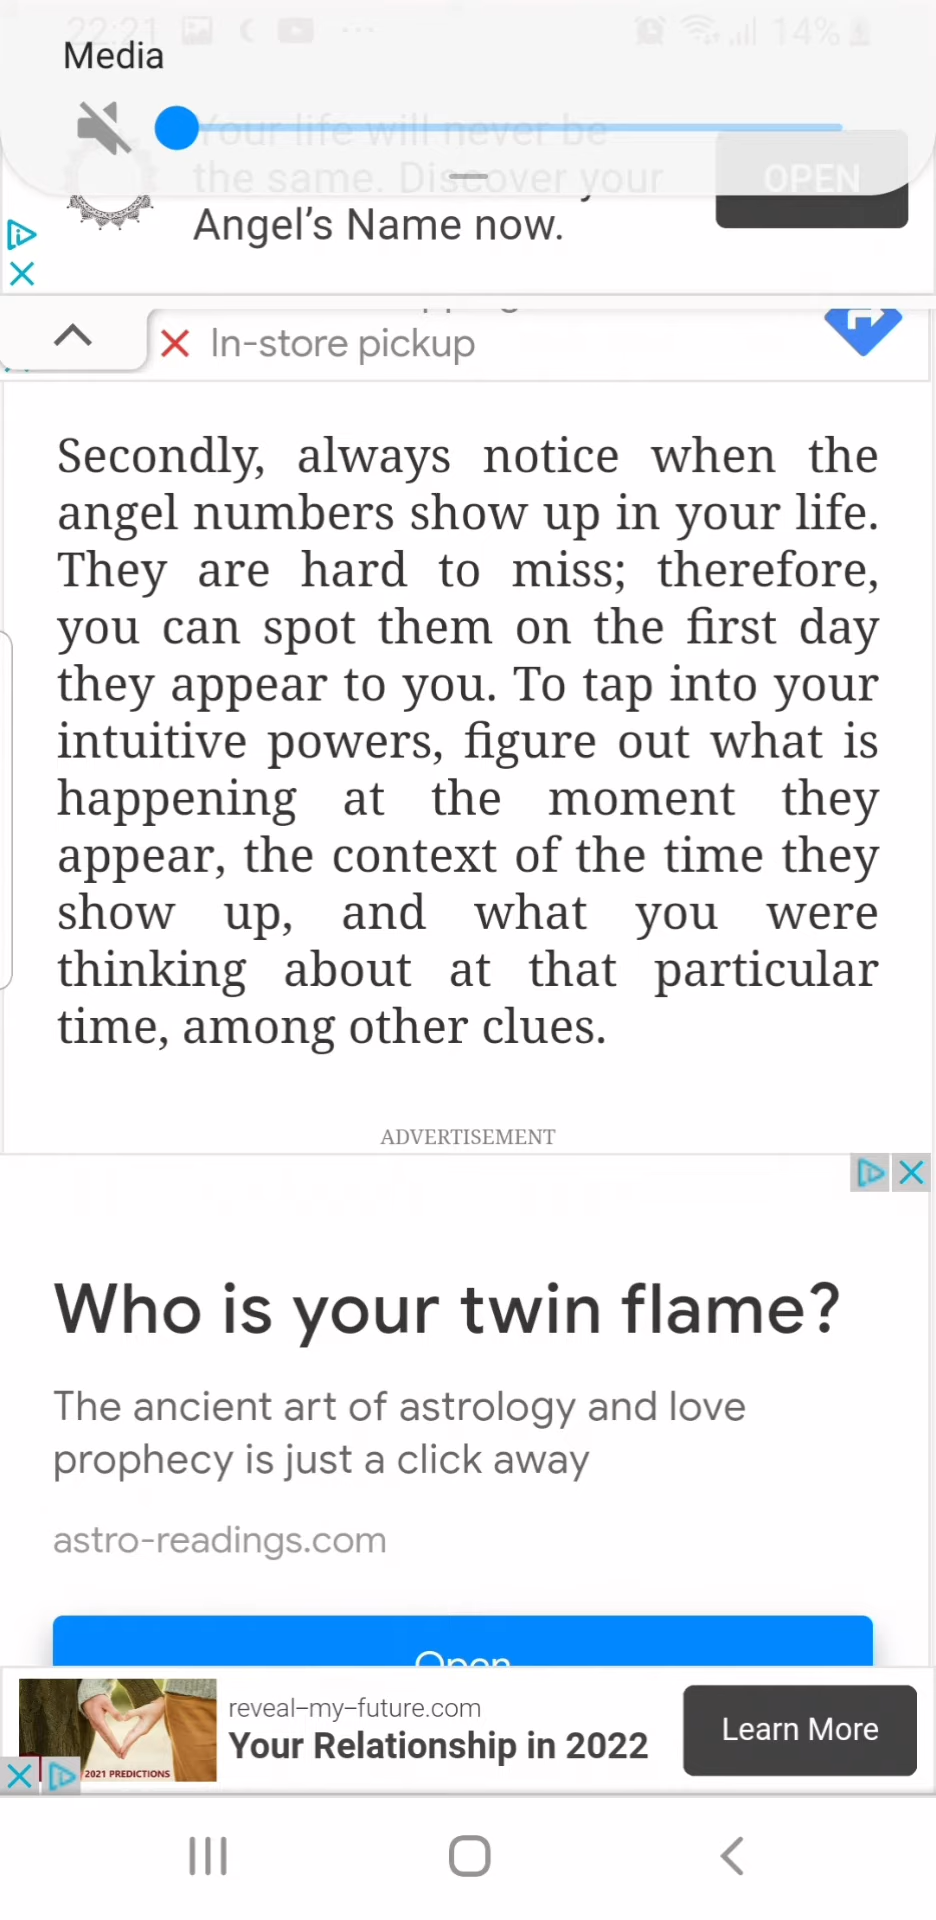 22:21
14%
Media
Your life will never be
the same. Discover your
Angel's Name now.
OPEN
In-store pickup
Secondly, always notice when the
angel numbers show up in your life.
They are hard to miss; therefore,
you can spot them on the first day
they appear to you. To tap into your
intuitive powers, figure out what is
happening at the moment they
appear, the context of the time they
show up, and what you were
thinking about at that particular
time, among other clues.
ADVERTISEMENT
Who is your twin flame?
The ancient art of astrology and love
prophecy is just a click away
astro-readings.com
Open
reveal-my-future.com
Your Relationship in 2022
Learn More
2021 PREDICTIONS